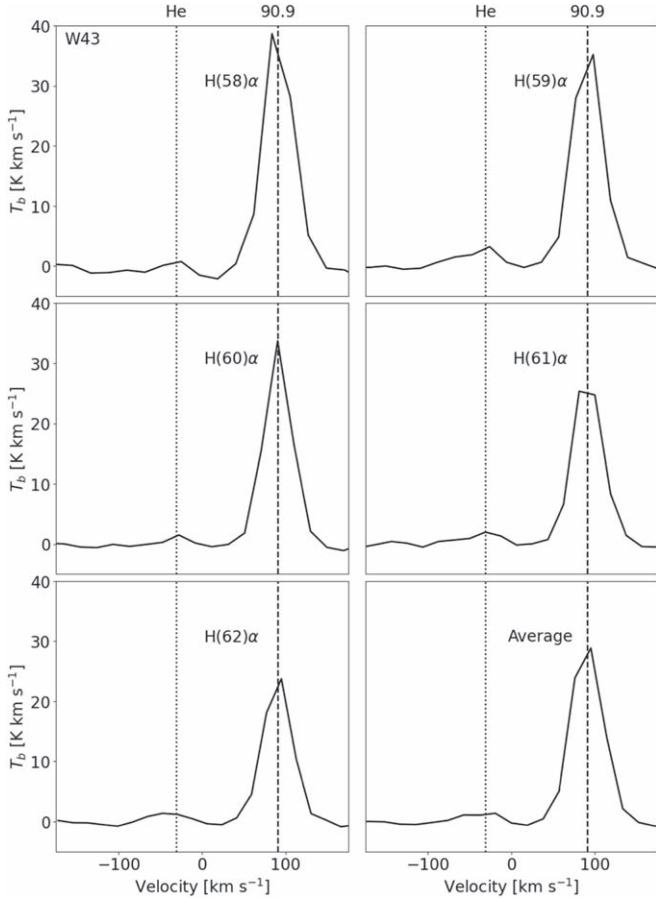 He 90.9 He 90.9
40 W43
30 H(58)α H(59)α
20
10
0
T_b [K km s⁻¹]
40
30 H(60)α H(61)α
20
10
0
T_b [K km s⁻¹]
40
30 H(62)α Average
20
10
0
T_b [K km s⁻¹]
−100 0 100 −100 0 100
Velocity [km s⁻¹] Velocity [km s⁻¹]